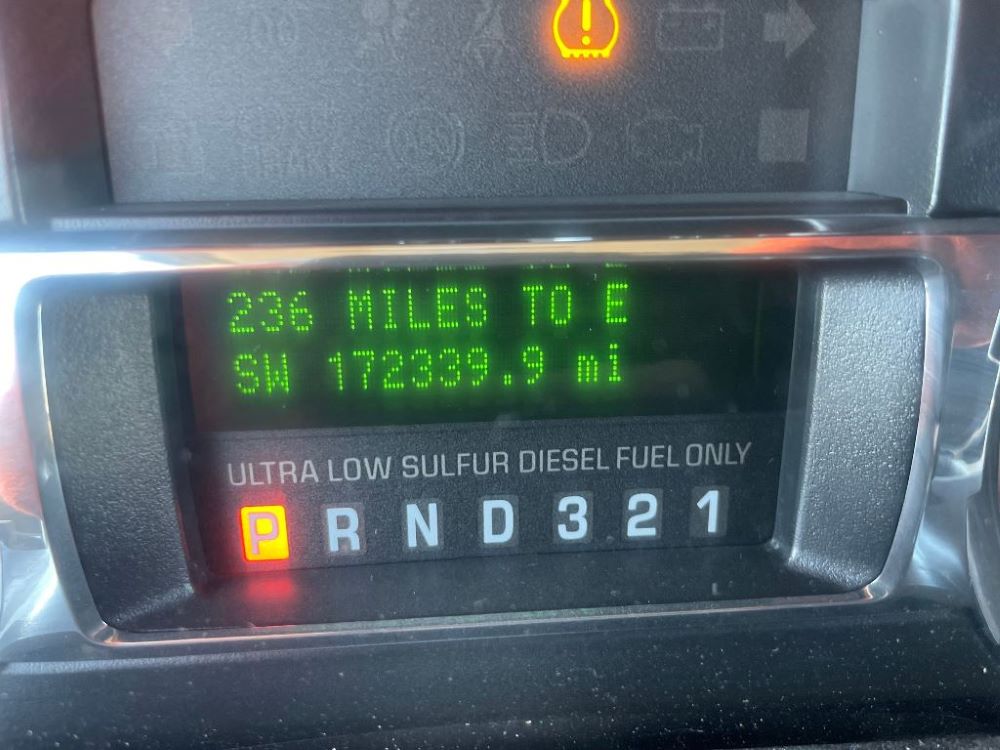 236 MILES TO E
SW 172339.9 mi
ULTRA LOW SULFUR DIESEL FUEL ONLY
P R N D 3 2 1